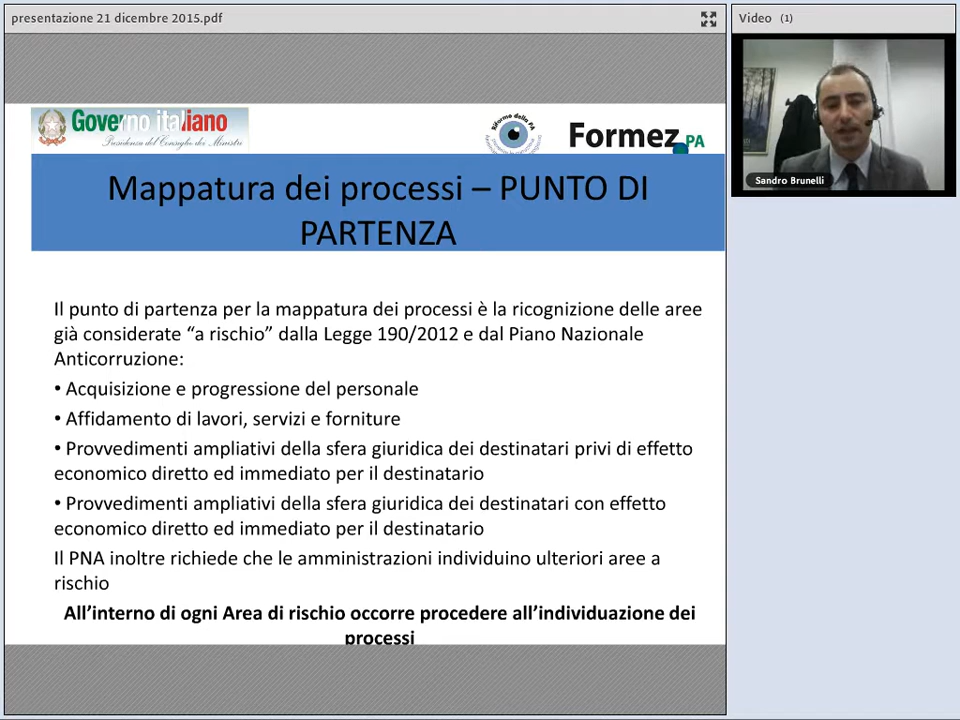 presentazione 21 dicembre 2015.pdf
Video (1)
Governo italiano
Presidenza del Consiglio dei Ministri
Riforma della PA
Formez PA
Sandro Brunelli
Mappatura dei processi – PUNTO DI
PARTENZA
Il punto di partenza per la mappatura dei processi è la ricognizione delle aree
già considerate “a rischio” dalla Legge 190/2012 e dal Piano Nazionale
Anticorruzione:
• Acquisizione e progressione del personale
• Affidamento di lavori, servizi e forniture
• Provvedimenti ampliativi della sfera giuridica dei destinatari privi di effetto
economico diretto ed immediato per il destinatario
• Provvedimenti ampliativi della sfera giuridica dei destinatari con effetto
economico diretto ed immediato per il destinatario
Il PNA inoltre richiede che le amministrazioni individuino ulteriori aree a
rischio
All’interno di ogni Area di rischio occorre procedere all’individuazione dei
processi